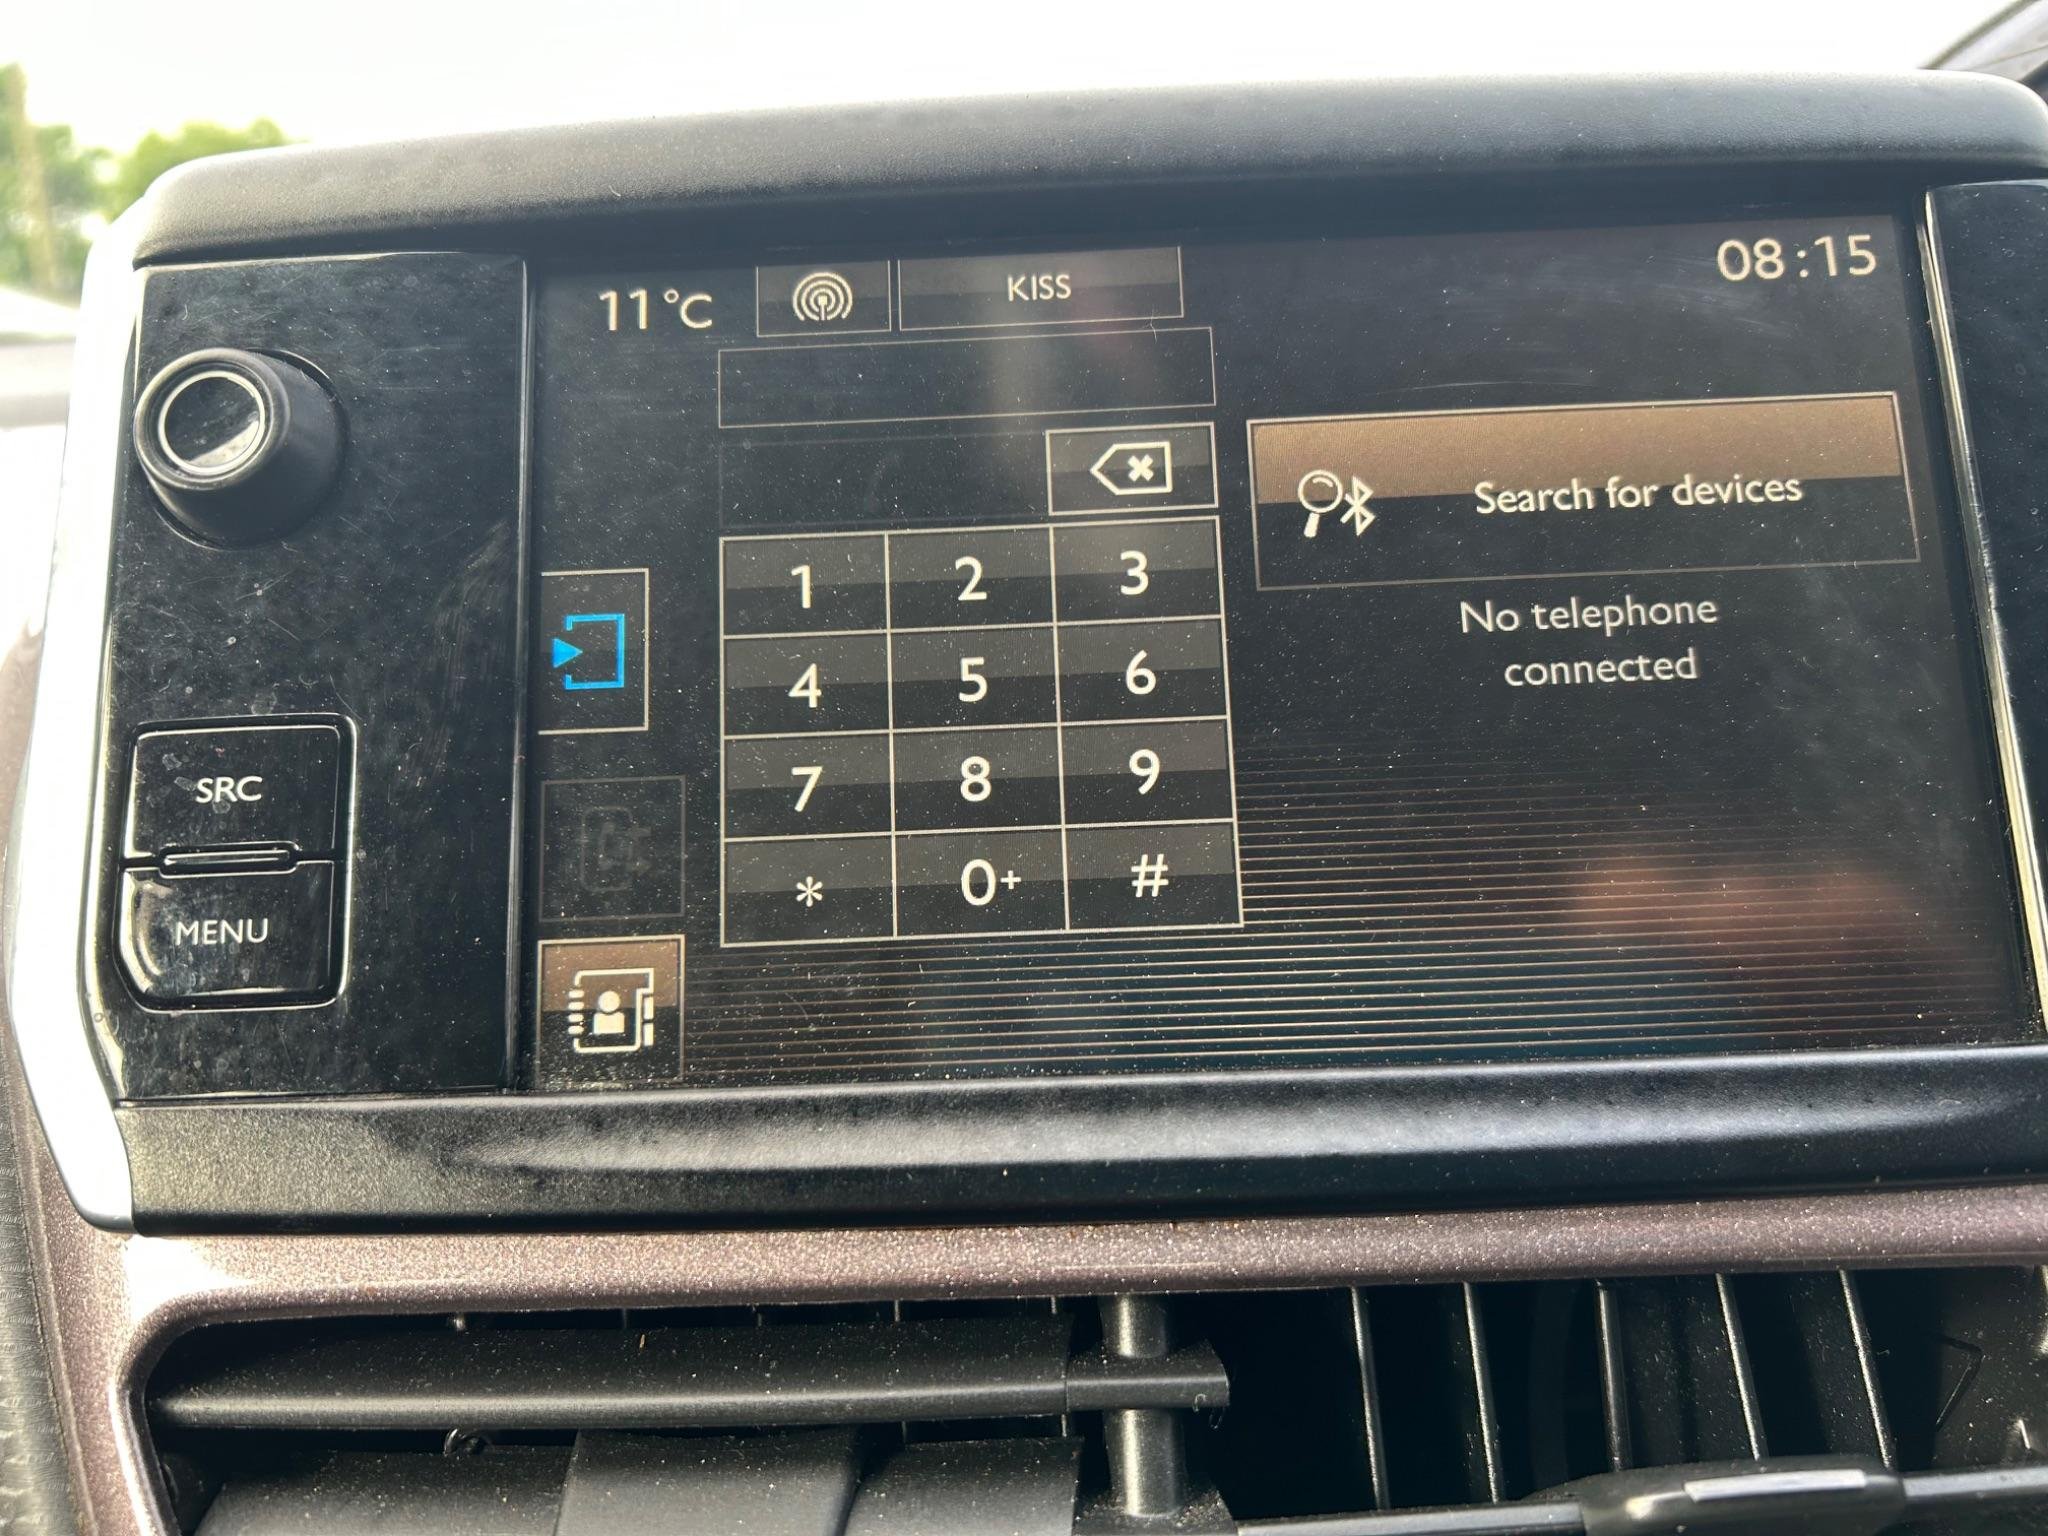 11°C
KISS
08:15
Search for devices
No telephone
connected
1 2 3
4 5 6
7 8 9
* 0+ #
SRC
MENU